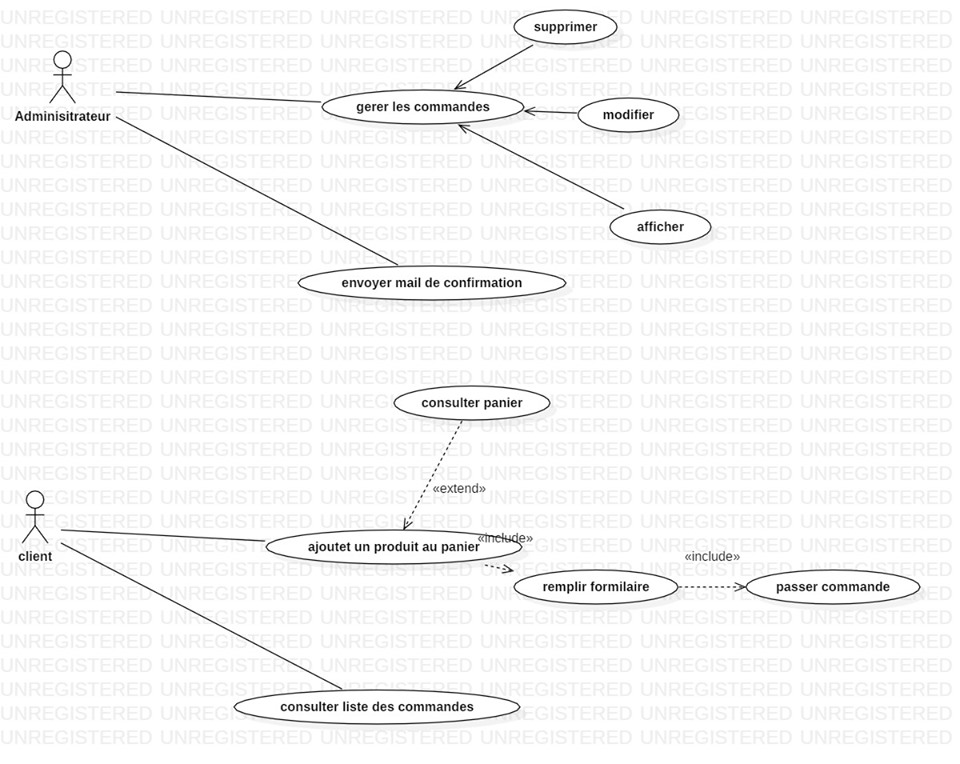 UNREGISTERED UNREGISTERED UNREGISTERED UNREGISTERED UNREGISTERED UNREGISTERED
supprimer
gerer les commandes
modifier
Adminisitrateur
afficher
envoyer mail de confirmation
consulter panier
«extend»
«include»
ajoutet un produit au panier
«include»
client
remplir formilaire
passer commande
consulter liste des commandes